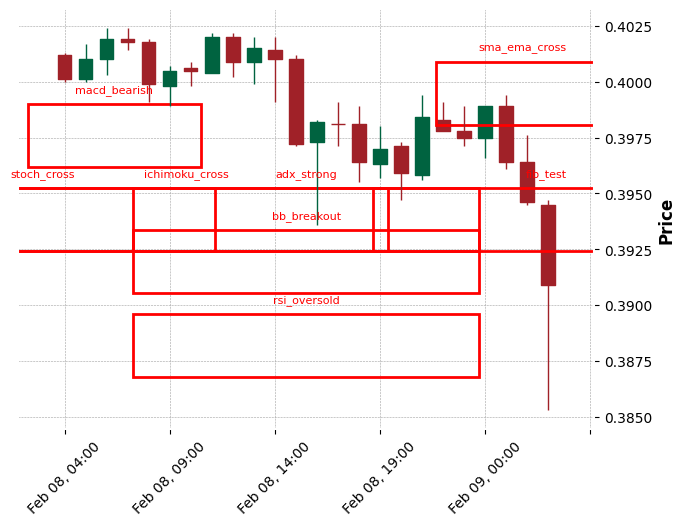 0.4025
sma_ema_cross
0.4000
macd_bearish
0.3975
stoch_cross
ichimoku_cross
adx_strong
0.3950
bb_breakout
Price
0.3925
rsi_oversold
0.3900
0.3875
0.3850
Feb 08, 04:00
Feb 08, 09:00
Feb 08, 14:00
Feb 08, 19:00
Feb 09, 00:00